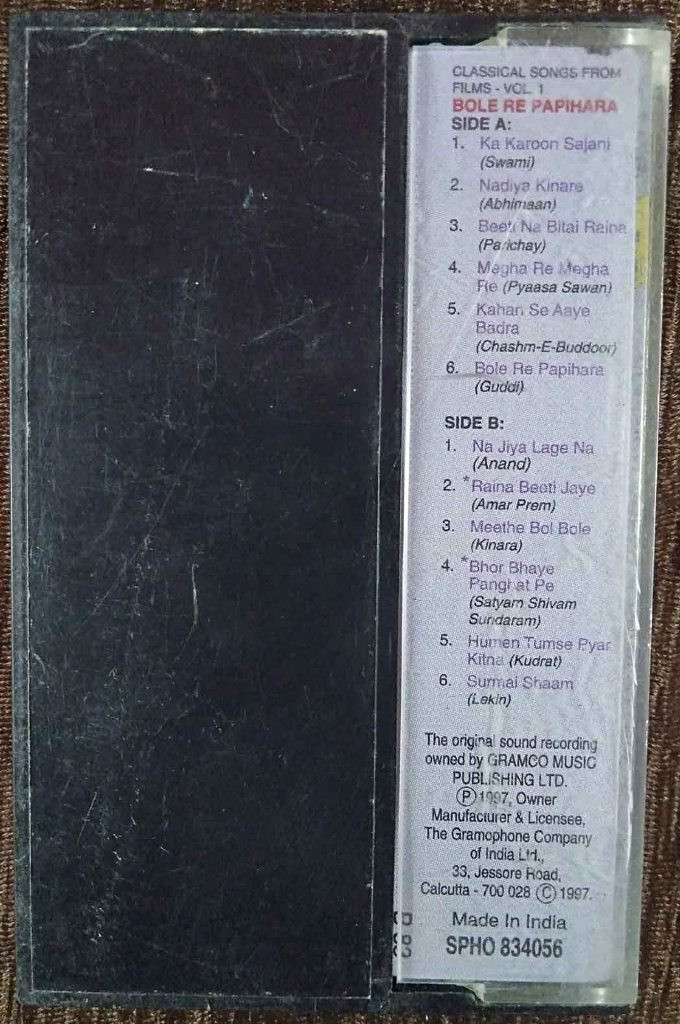 CLASSICAL SONGS FROM
FILMS - VOL. 1
BOLE RE PAPIHARA
SIDE A:
1. Ka Karoon Sajani
(Swami)
2. Nadiya Kinare
(Abhimaan)
3. Beeti Na Bitai Raina
(Parichay)
4. Megha Re Megha
Re (Pyaasa Sawan)
5. Kahan Se Aaye
Badra
(Chashm-E-Buddoor)
6. Bole Re Papihara
(Guddi)
SIDE B:
1. Na Jiya Lage Na
(Anand)
2. *Raina Beeti Jaye
(Amar Prem)
3. Meethe Bol Bole
(Kinara)
4. *Bhor Bhaye
Panghat Pe
(Satyam Shivam
Sundaram)
5. Humen Tumse Pyar
Kitna (Kudrat)
6. Surmai Shaam
(Lekin)
The original sound recording
owned by GRAMCO MUSIC
PUBLISHING LTD.
Ⓟ 1997, Owner
Manufacturer & Licensee,
The Gramophone Company
of India Ltd.,
33, Jessore Road,
Calcutta - 700 028 © 1997.
Made In India
SPHO 834056